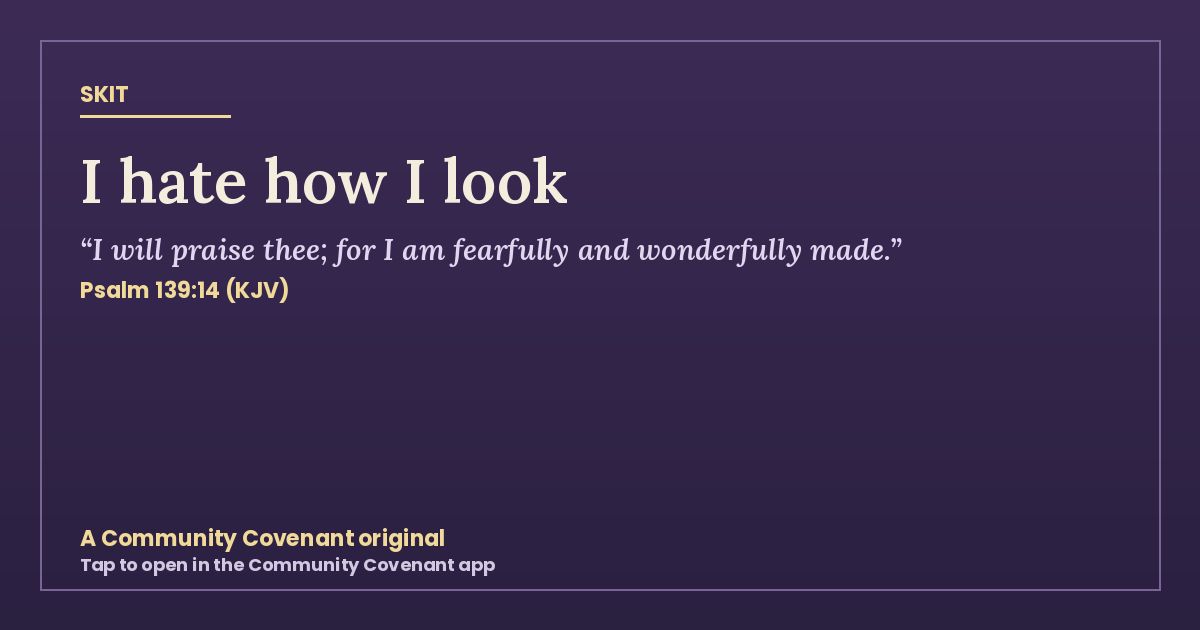 SKIT
I hate how I look
“I will praise thee; for I am fearfully and wonderfully made.”
Psalm 139:14 (KJV)
A Community Covenant original
Tap to open in the Community Covenant app